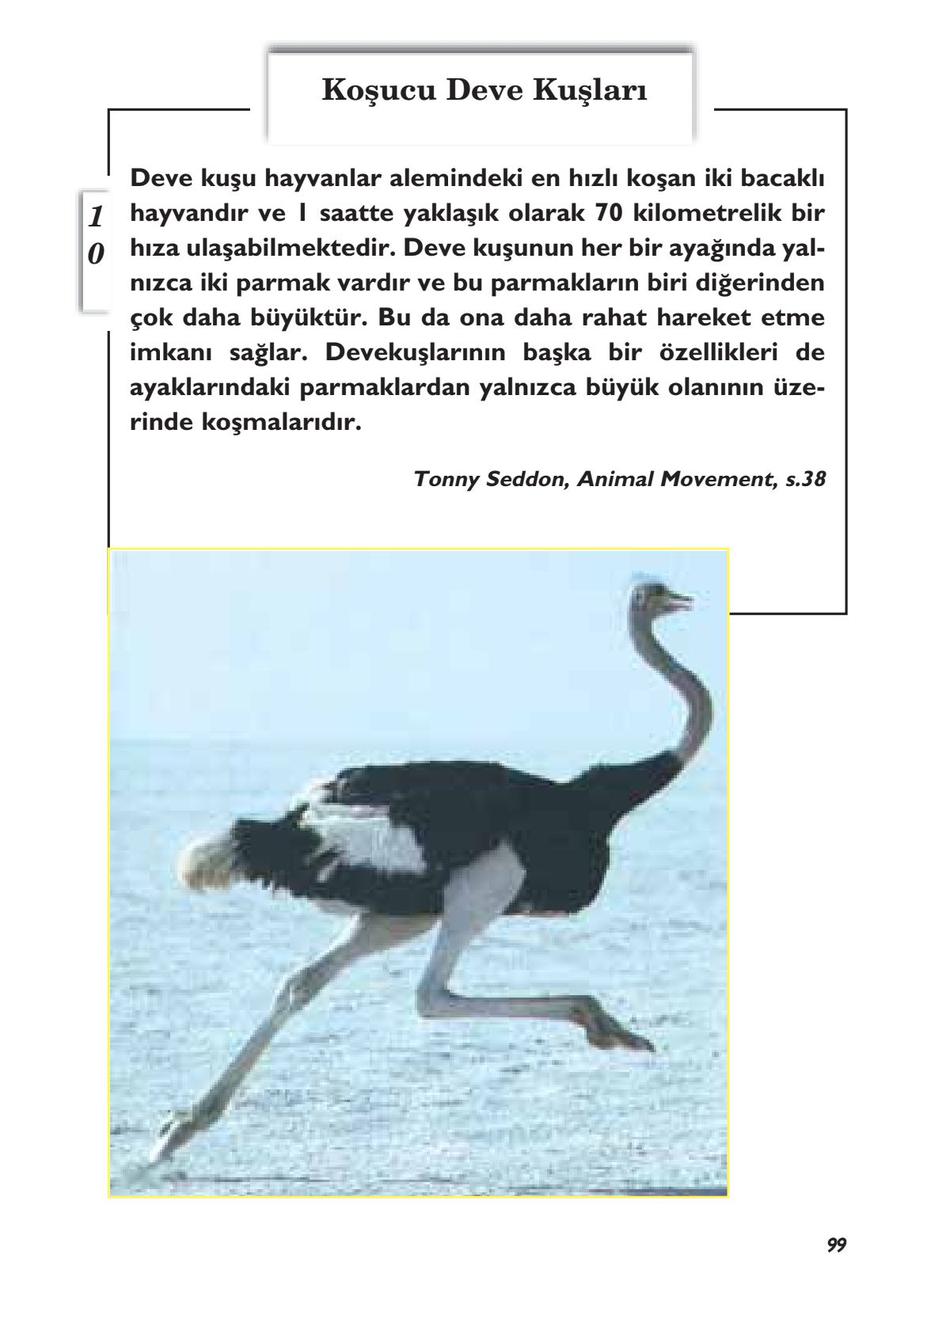 Koşucu Deve Kuşları
1
0
Deve kuşu hayvanlar alemindeki en hızlı koşan iki bacaklı
hayvandır ve 1 saatte yaklaşık olarak 70 kilometrelik bir
hıza ulaşabilmektedir. Deve kuşunun her bir ayağında yal-
nızca iki parmak vardır ve bu parmakların biri diğerinden
çok daha büyüktür. Bu da ona daha rahat hareket etme
imkanı sağlar. Devekuşlarının başka bir özellikleri de
ayaklarındaki parmaklardan yalnızca büyük olanının üze-
rinde koşmalarıdır.
Tonny Seddon, Animal Movement, s.38
99